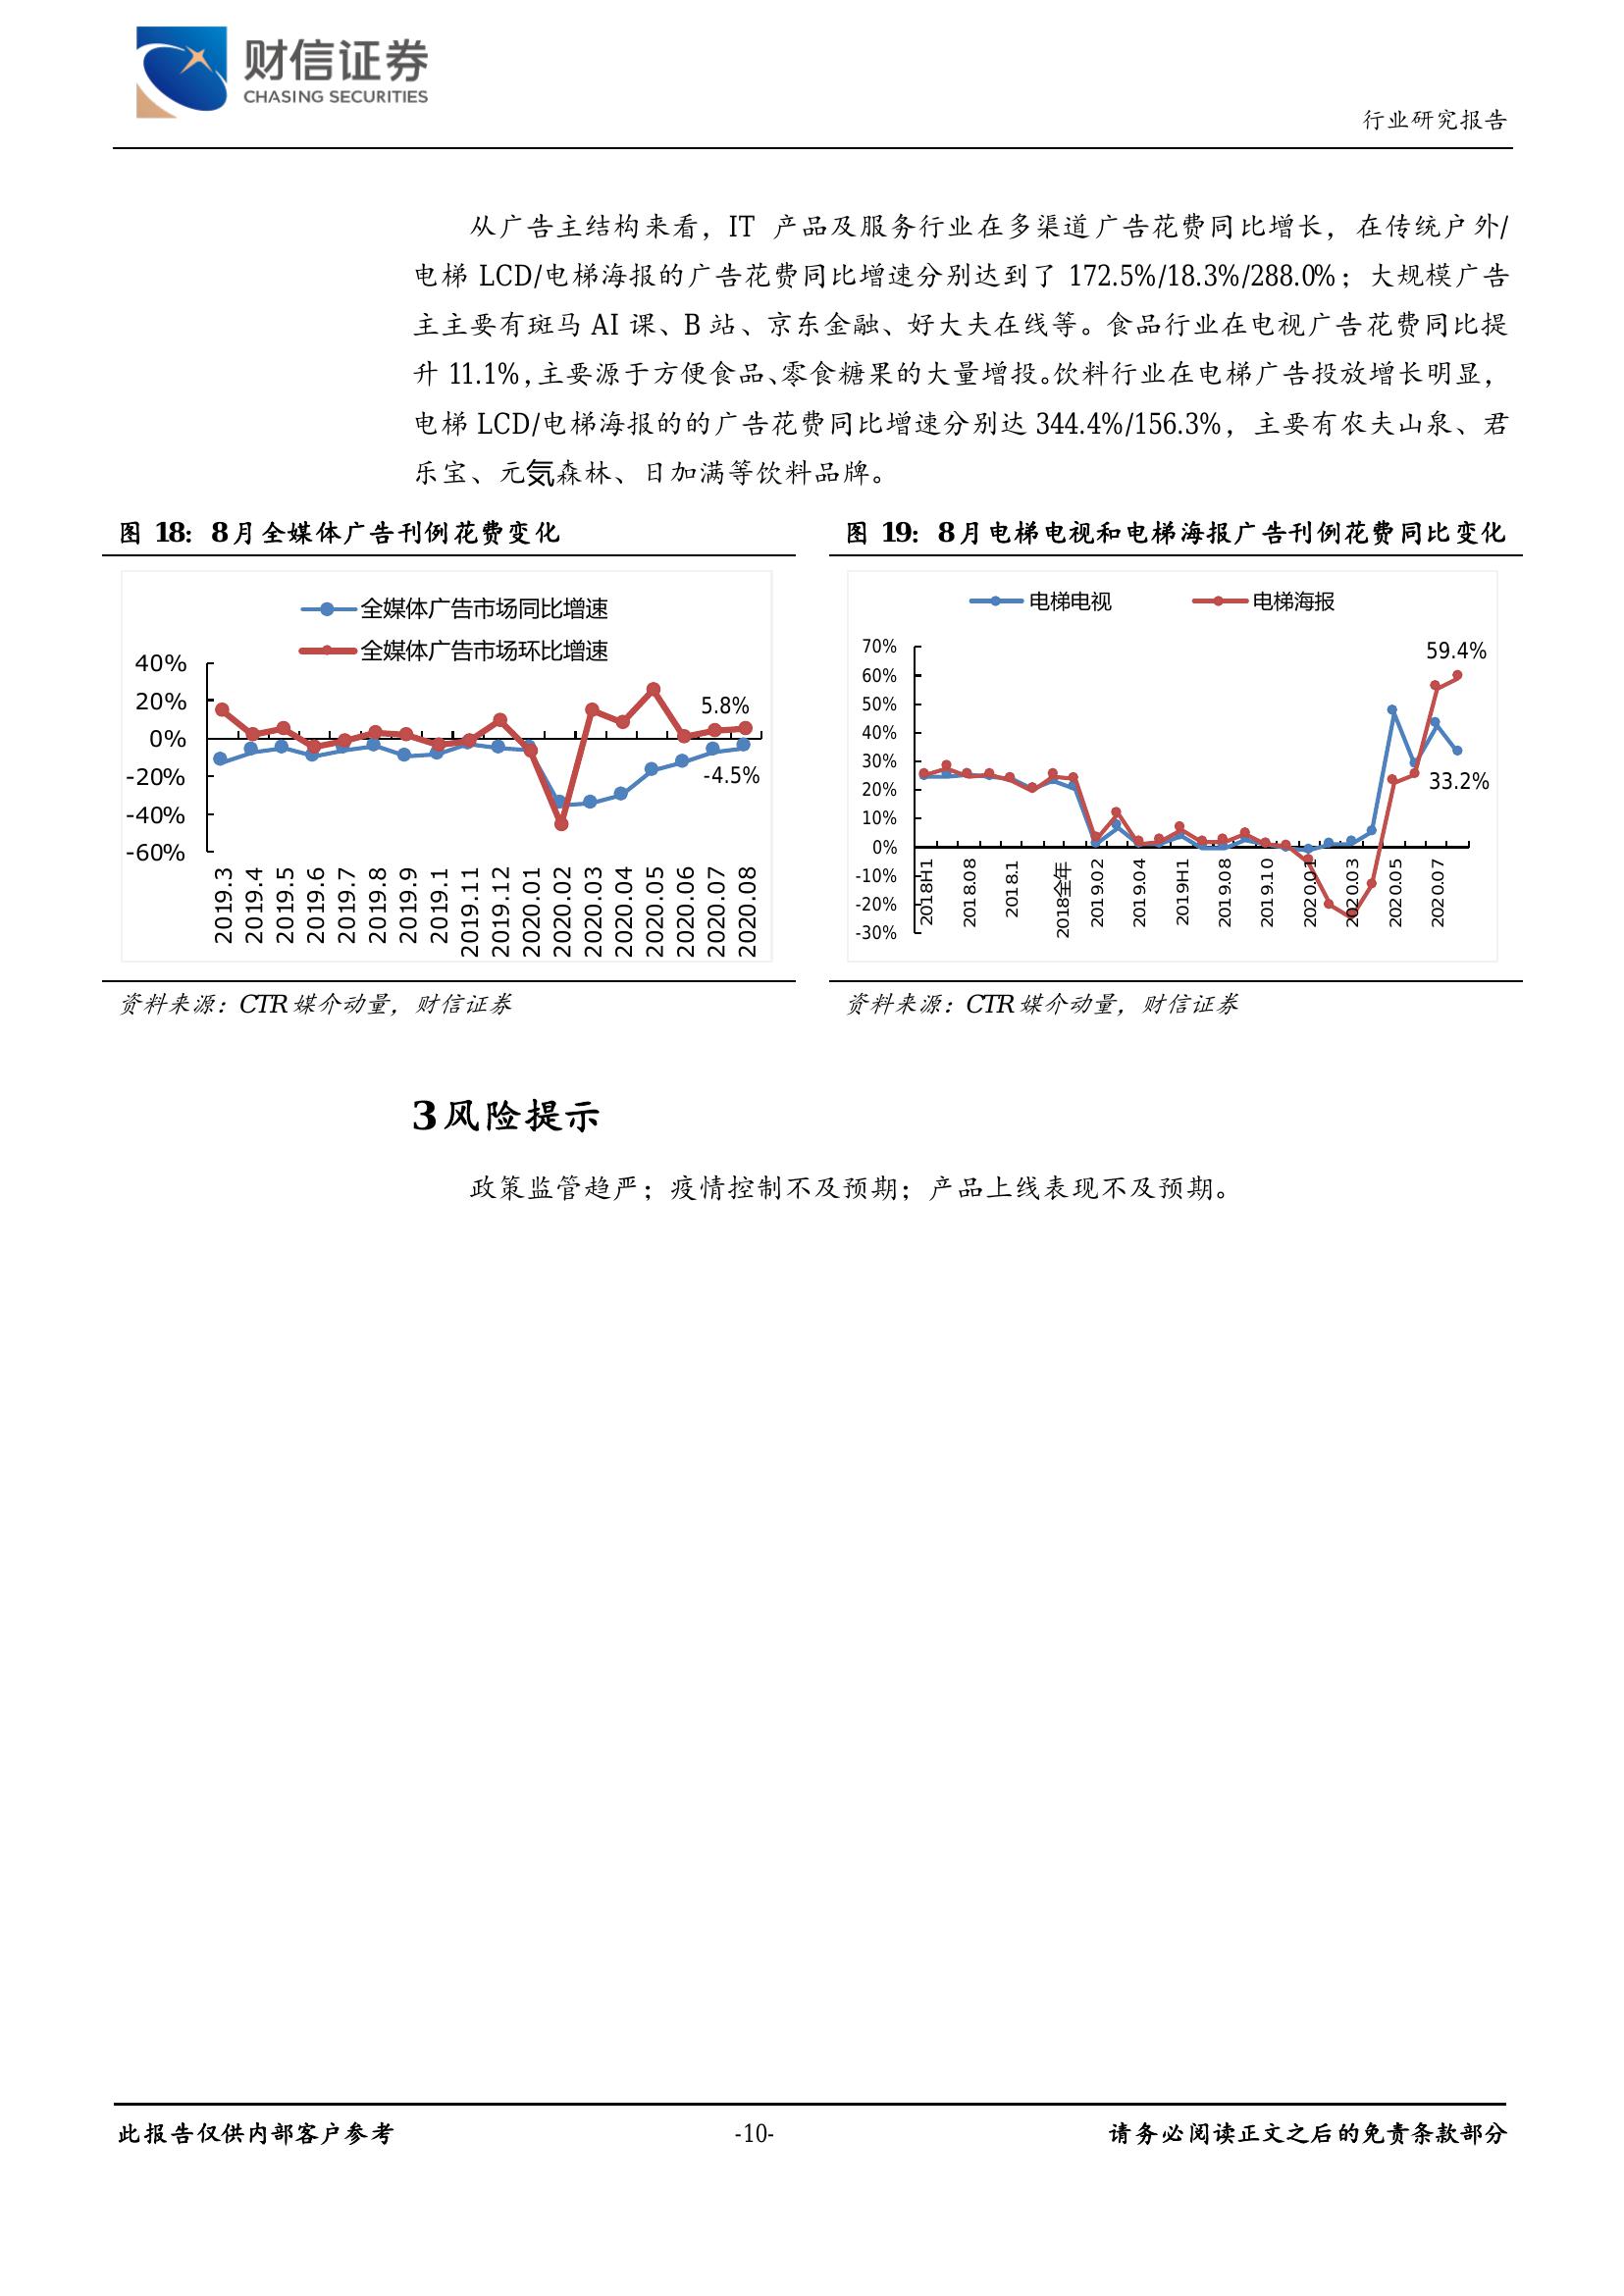 财信证券
CHASING SECURITIES
行业研究报告
从广告主结构来看，IT 产品及服务行业在多渠道广告花费同比增长，在传统户外/
电梯 LCD/电梯海报的广告花费同比增速分别达到了 172.5%/18.3%/288.0%；大规模广告
主主要有斑马 AI 课、B 站、京东金融、好大夫在线等。食品行业在电视广告花费同比提
升 11.1%，主要源于方便食品、零食糖果的大量增投。饮料行业在电梯广告投放增长明显，
电梯 LCD/电梯海报的的广告花费同比增速分别达 344.4%/156.3%，主要有农夫山泉、君
乐宝、元気森林、日加满等饮料品牌。
图 18：8 月全媒体广告刊例花费变化
全媒体广告市场同比增速
全媒体广告市场环比增速
40%
20%
0%
-20%
-40%
-60%
5.8%
-4.5%
2019.3
2019.4
2019.5
2019.6
2019.7
2019.8
2019.9
2019.1
2019.11
2019.12
2020.01
2020.02
2020.03
2020.04
2020.05
2020.06
2020.07
2020.08
资料来源：CTR 媒介动量，财信证券
图 19：8 月电梯电视和电梯海报广告刊例花费同比变化
电梯电视
电梯海报
70%
60%
50%
40%
30%
20%
10%
0%
-10%
-20%
-30%
59.4%
33.2%
2018H1
2018.08
2018.1
2018全年
2019.02
2019.04
2019H1
2019.08
2019.10
2020.01
2020.03
2020.05
2020.07
资料来源：CTR 媒介动量，财信证券
3 风险提示
政策监管趋严；疫情控制不及预期；产品上线表现不及预期。
此报告仅供内部客户参考
-10-
请务必阅读正文之后的免责条款部分